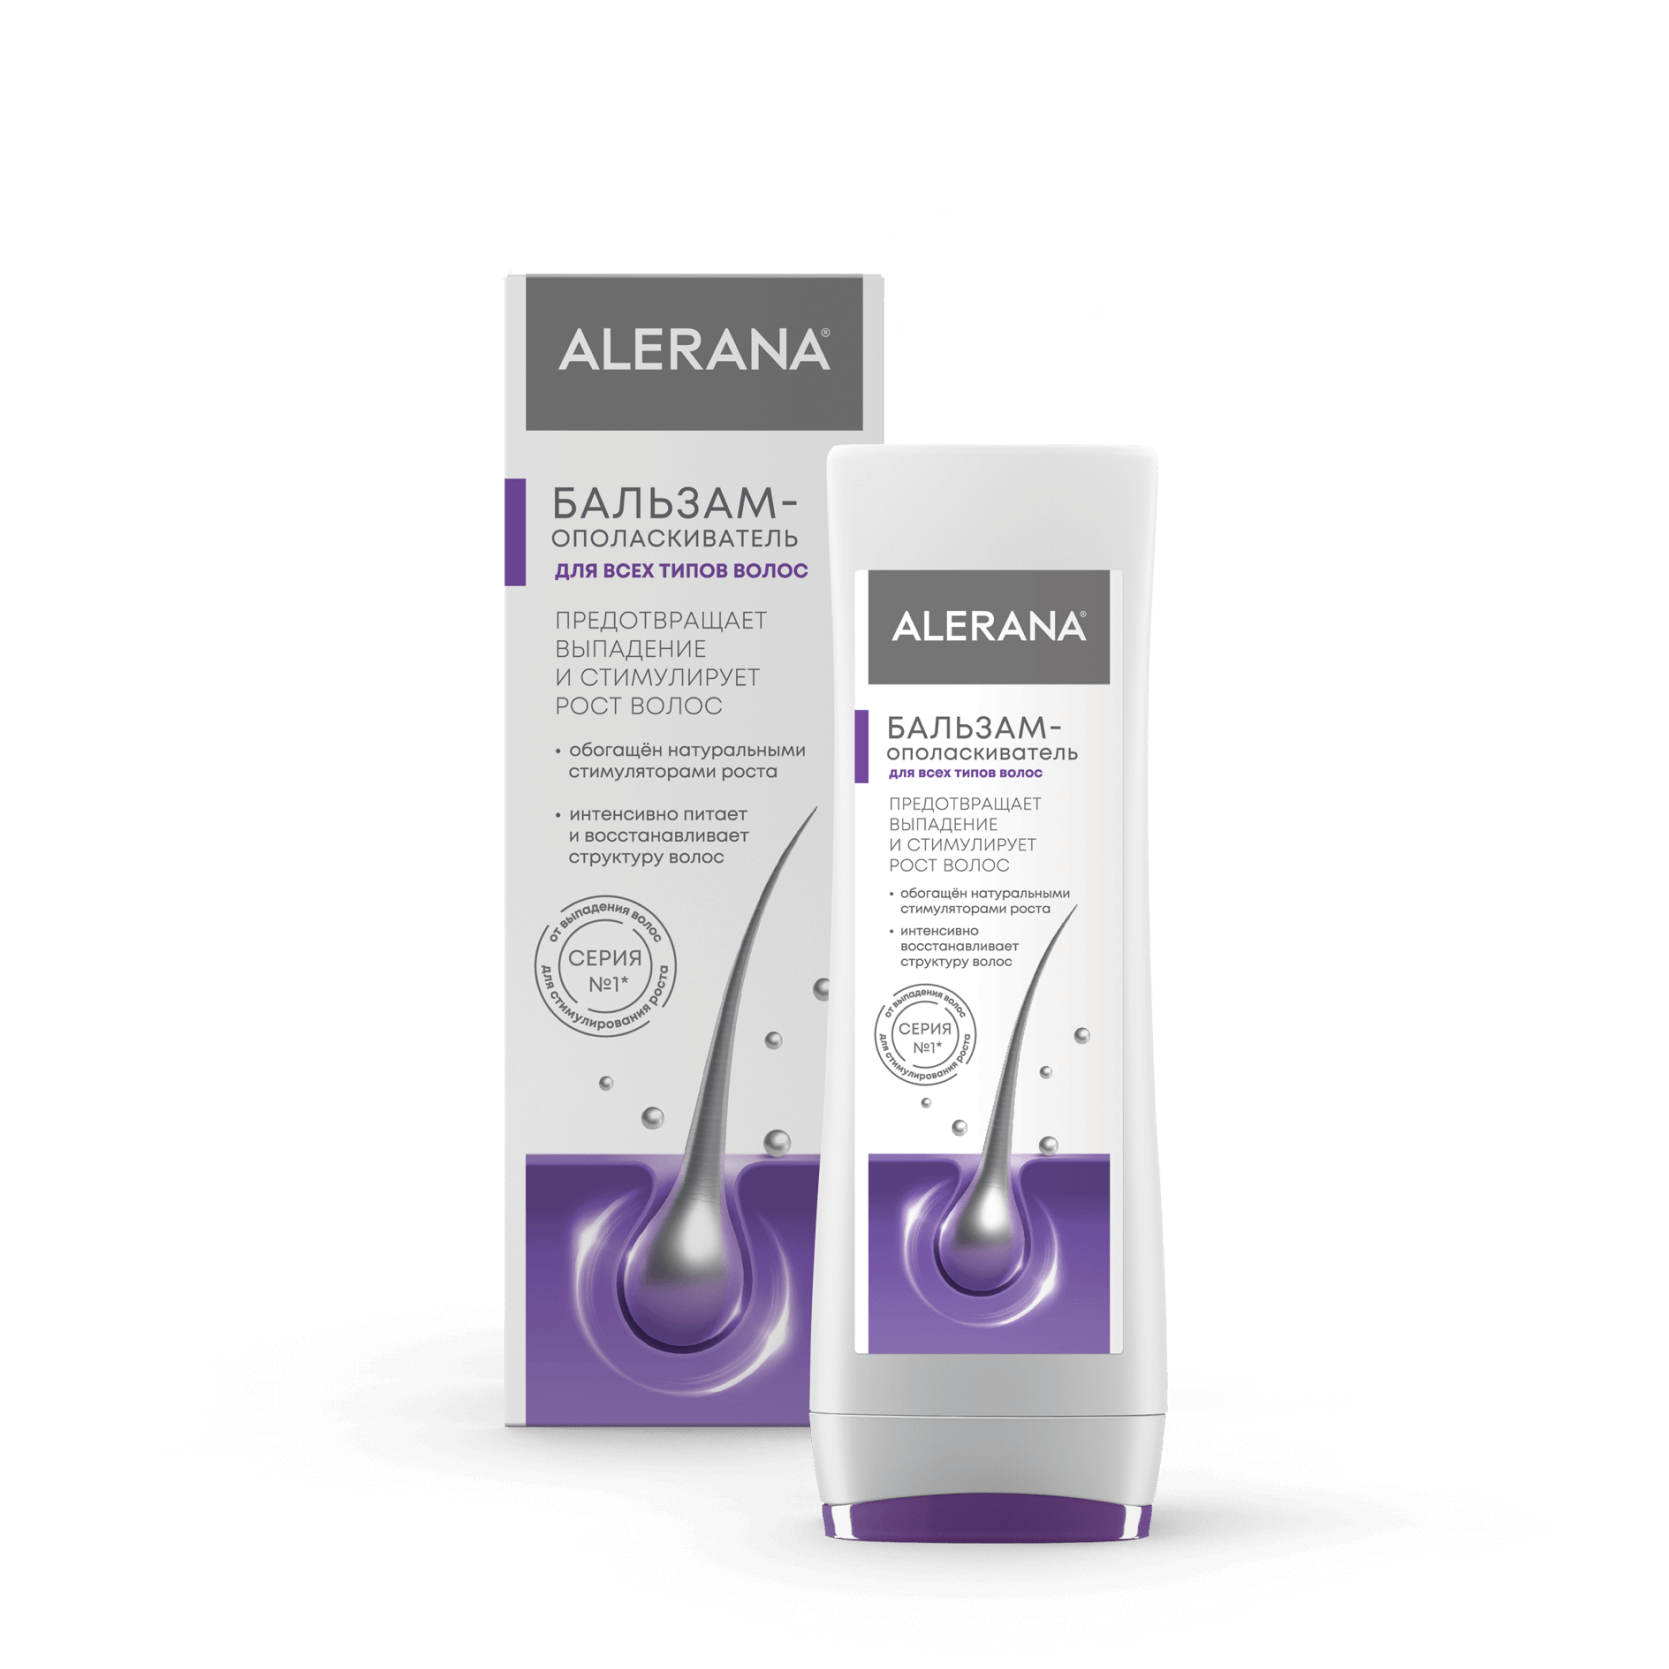 ALERANA®
БАЛЬЗАМ-
ОПОЛАСКИВАТЕЛЬ
ДЛЯ ВСЕХ ТИПОВ ВОЛОС
ПРЕДОТВРАЩАЕТ
ВЫПАДЕНИЕ
И СТИМУЛИРУЕТ
РОСТ ВОЛОС
• обогащён натуральными
стимуляторами роста
• интенсивно питает
и восстанавливает
структуру волос
от выпадения волос
СЕРИЯ
№1*
для стимулирования роста
ALERANA®
БАЛЬЗАМ-
ополаскиватель
для всех типов волос
ПРЕДОТВРАЩАЕТ
ВЫПАДЕНИЕ
И СТИМУЛИРУЕТ
РОСТ ВОЛОС
• обогащён натуральными
стимуляторами роста
• интенсивно
восстанавливает
структуру волос
от выпадения волос
СЕРИЯ
№1*
для стимулирования роста